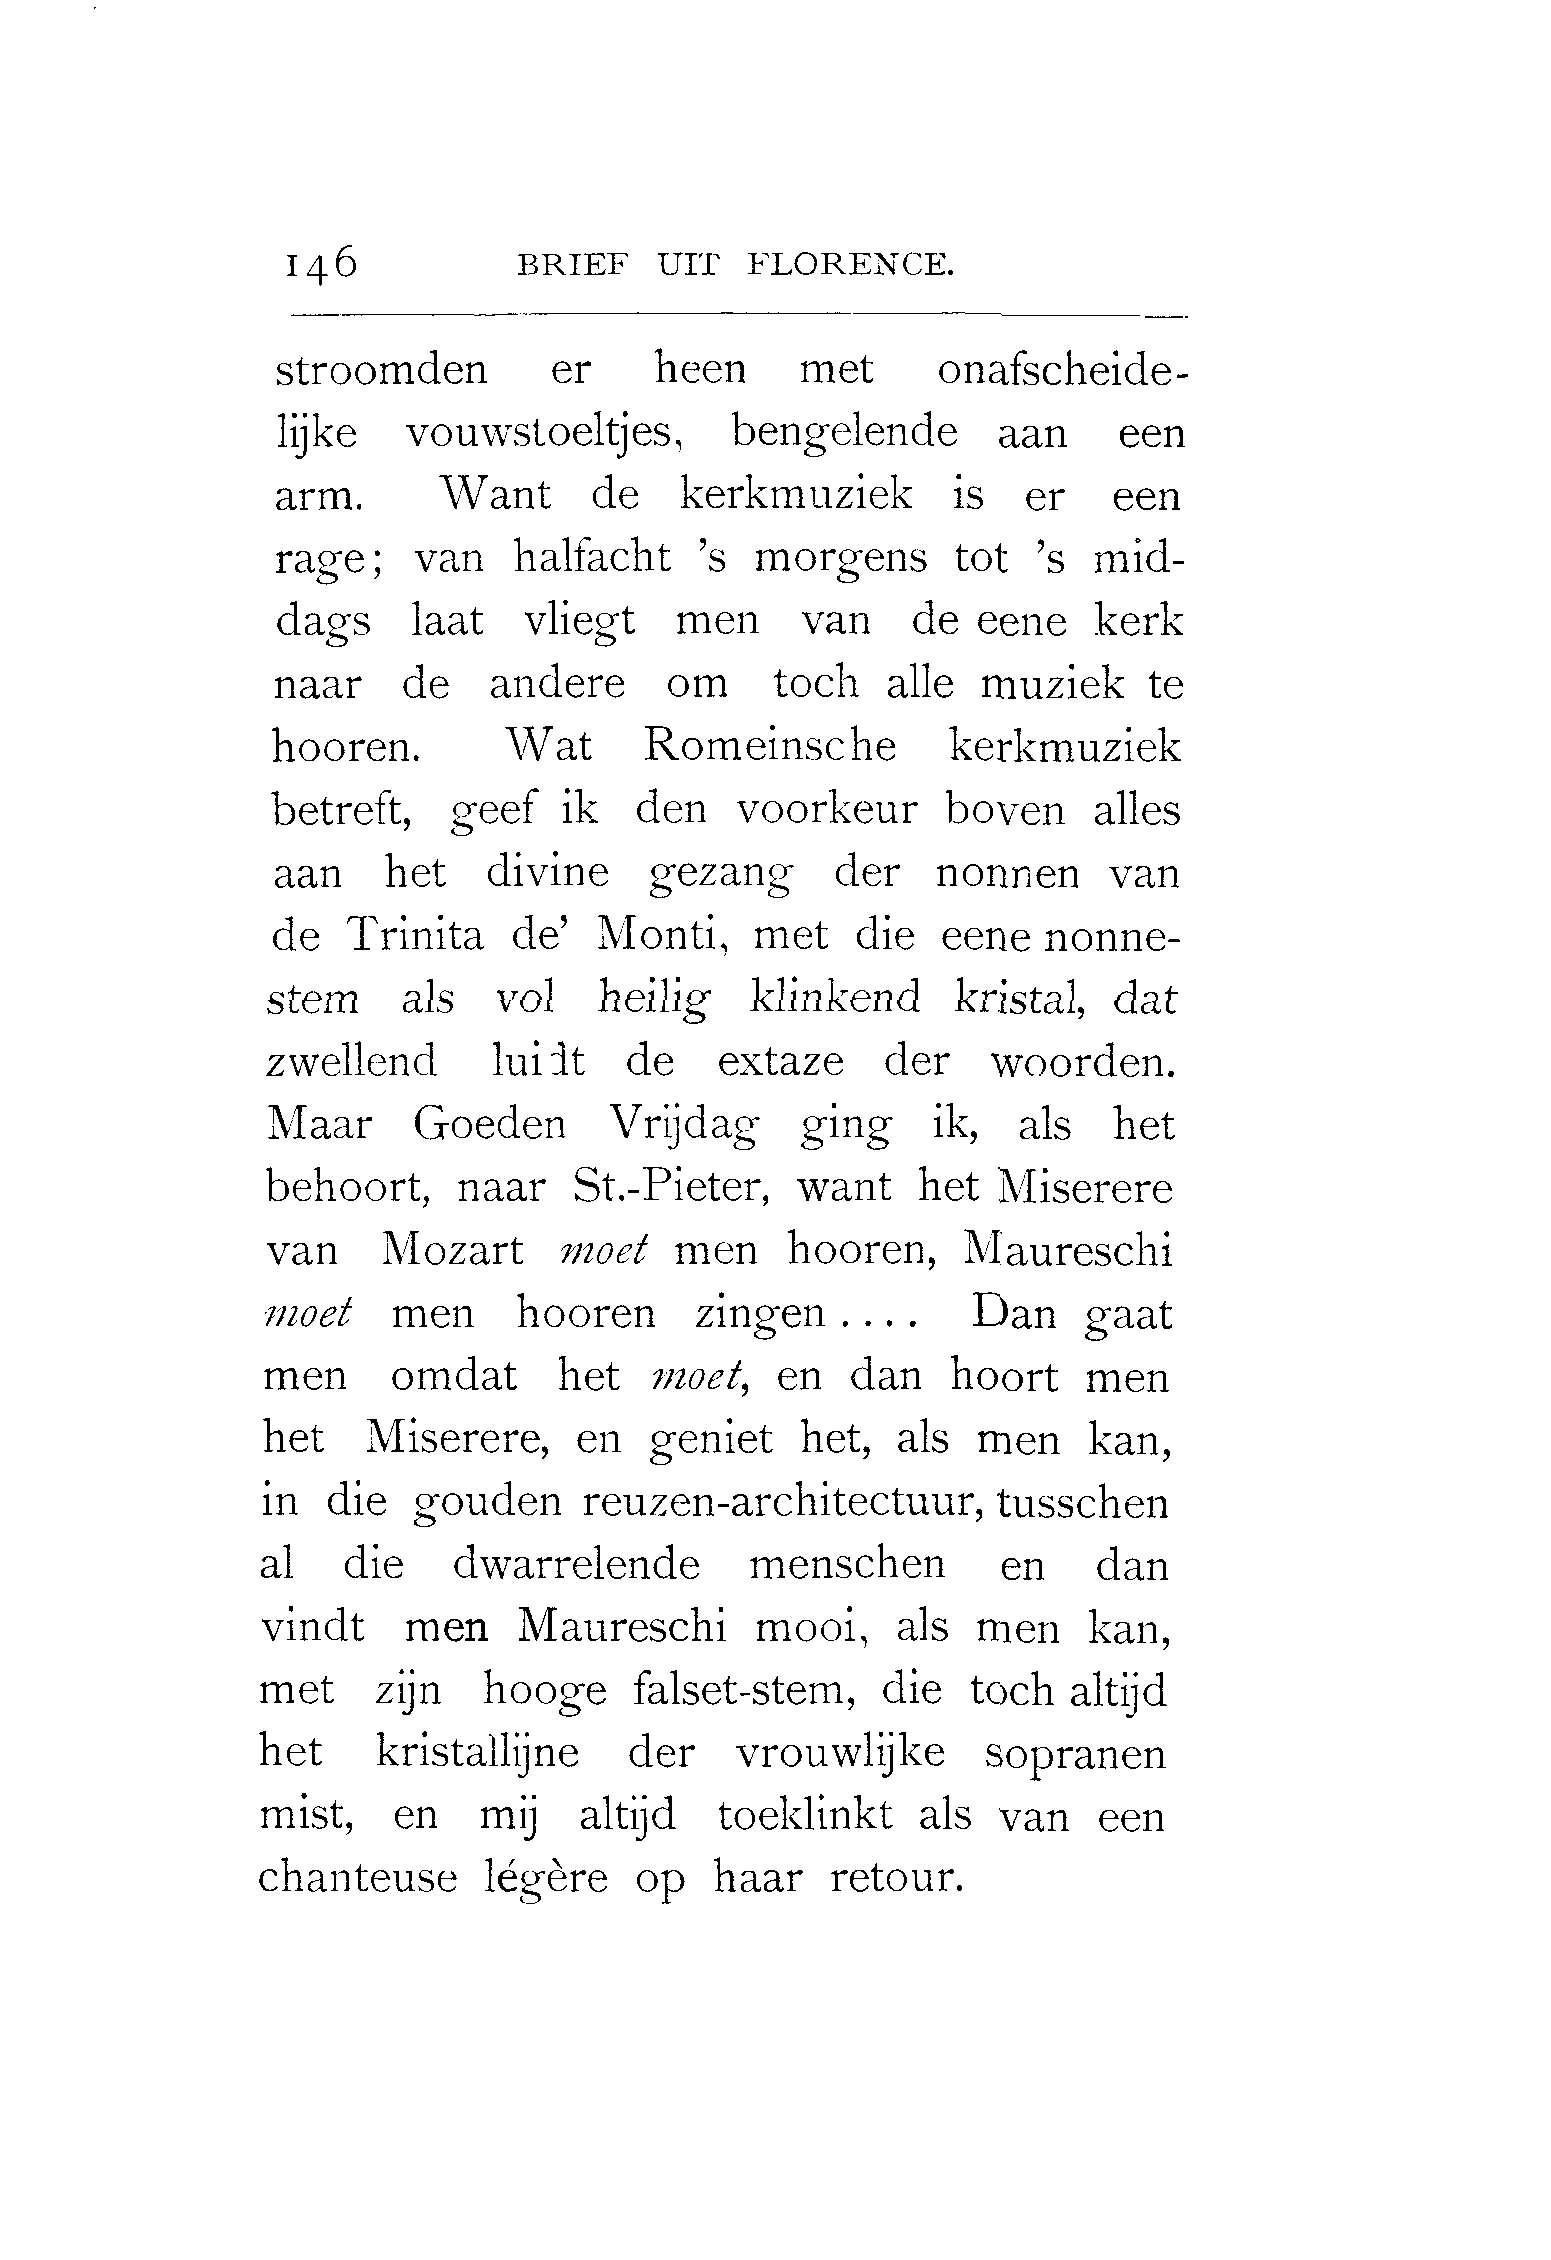 146 BRIEF UIT FLORENCE.
stroomden er heen met onafscheide-
lijke vouwstoeltjes, bengelende aan een
arm. Want de kerkmuziek is er een
rage; van halfacht 's morgens tot 's mid-
dags laat vliegt men van de eene kerk
naar de andere om toch alle muziek te
hooren. Wat Romeinsche kerkmuziek
betreft, geef ik den voorkeur boven alles
aan het divine gezang der nonnen van
de Trinita de' Monti, met die eene nonne-
stem als vol heilig klinkend kristal, dat
zwellend luidt de extaze der woorden.
Maar Goeden Vrijdag ging ik, als het
behoort, naar St.-Pieter, want het Miserere
van Mozart moet men hooren, Maureschi
moet men hooren zingen .... Dan gaat
men omdat het moet, en dan hoort men
het Miserere, en geniet het, als men kan,
in die gouden reuzen-architectuur, tusschen
al die dwarrelende menschen en dan
vindt men Maureschi mooi, als men kan,
met zijn hooge falset-stem, die toch altijd
het kristallijne der vrouwlijke sopranen
mist, en mij altijd toeklinkt als van een
chanteuse légère op haar retour.